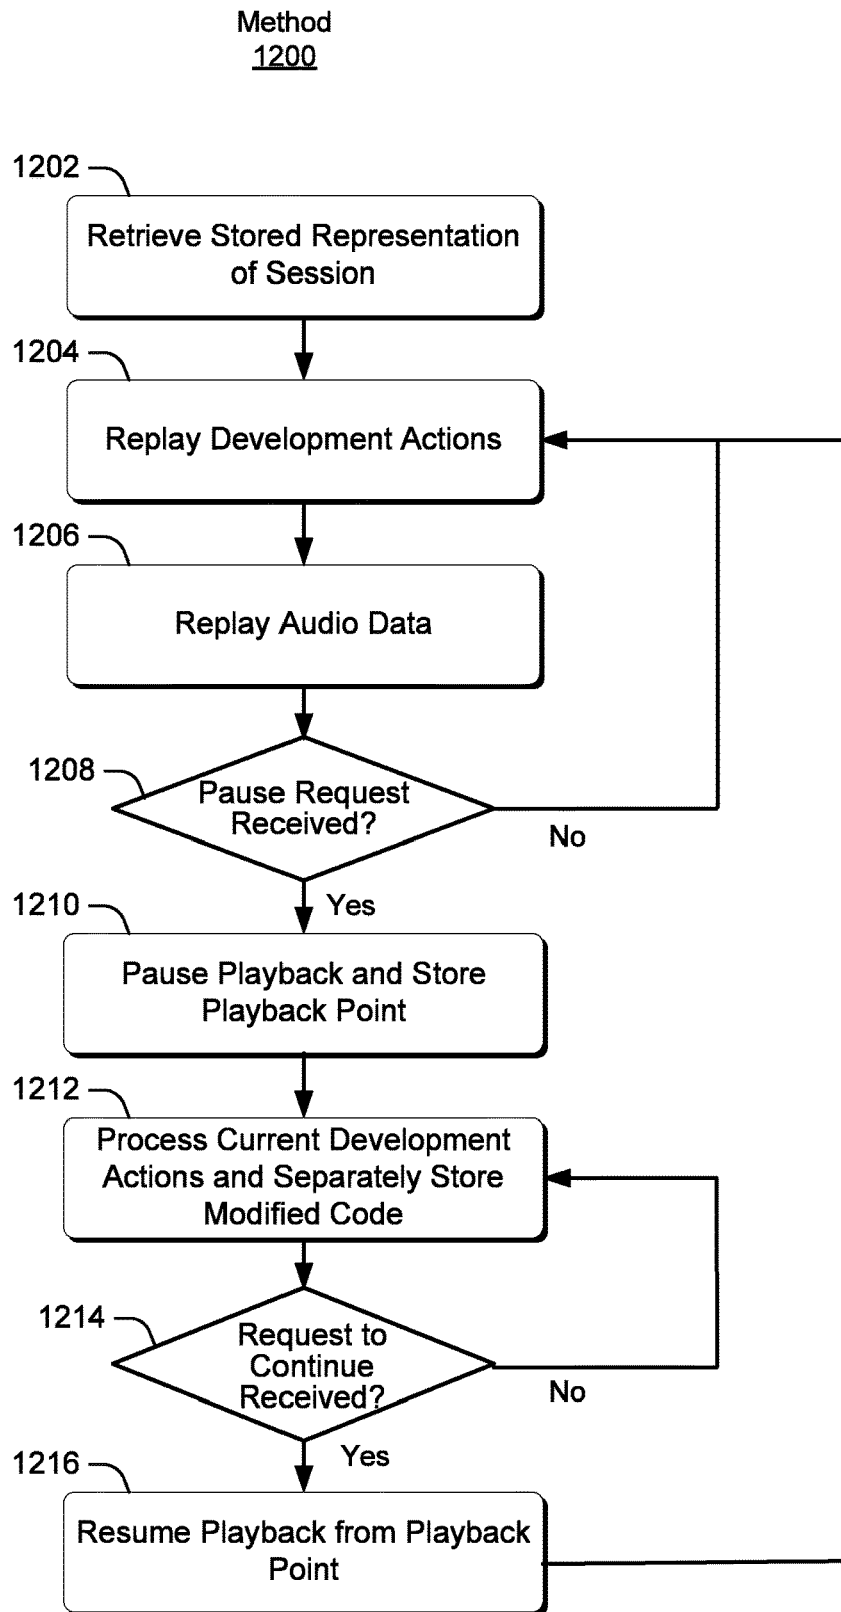 Method
1200
1202
Retrieve Stored Representation
of Session
1204
Replay Development Actions
1206
Replay Audio Data
1208
Pause Request
Received?
No
Yes
1210
Pause Playback and Store
Playback Point
1212
Process Current Development
Actions and Separately Store
Modified Code
1214
Request to
Continue
Received?
No
Yes
1216
Resume Playback from Playback
Point